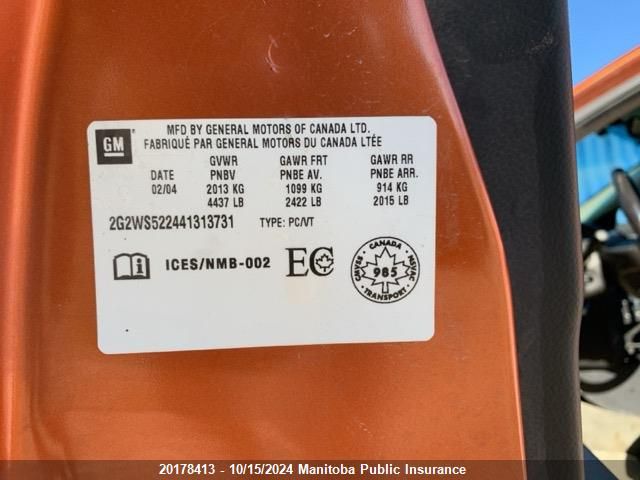 GM
MFD BY GENERAL MOTORS OF CANADA LTD.
FABRIQUÉ PAR GENERAL MOTORS DU CANADA LTÉE
GVWR GAWR FRT GAWR RR
DATE PNBV PNBE AV. PNBE ARR.
02/04 2013 KG 1099 KG 914 KG
4437 LB 2422 LB 2015 LB
2G2WS522441313731 TYPE: PC/VT
ICES/NMB-002 EC
CANADA
CMVSS 985 NSVAC
TRANSPORT
20178413 - 10/15/2024 Manitoba Public Insurance